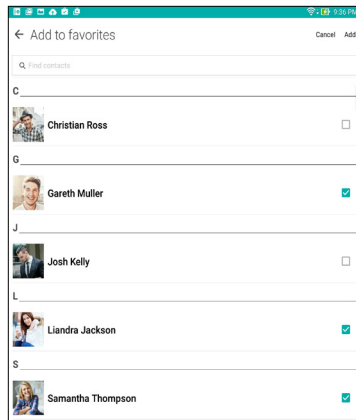 9:36 PM
Add to favorites
Cancel Add
Find contacts
C
Christian Ross
G
Gareth Muller
J
Josh Kelly
L
Liandra Jackson
S
Samantha Thompson